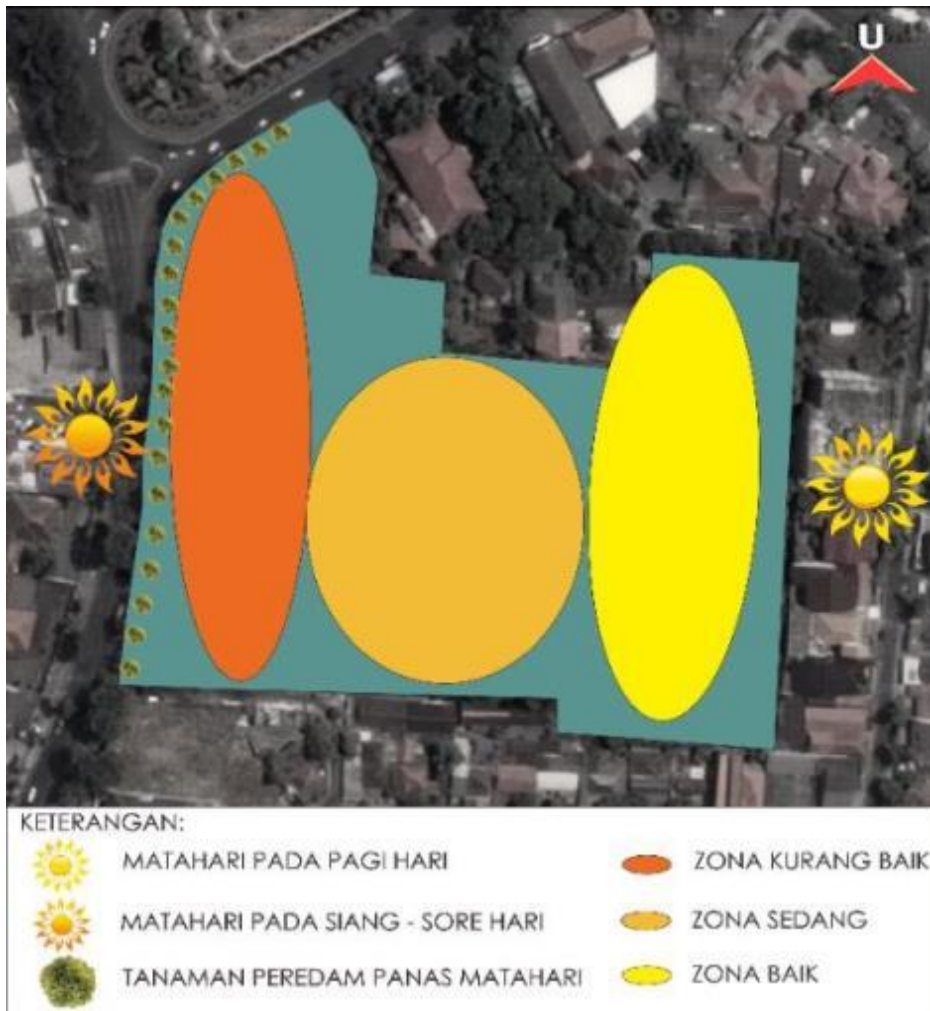 U
KETERANGAN:
MATAHARI PADA PAGI HARI
MATAHARI PADA SIANG - SORE HARI
TANAMAN PEREDAM PANAS MATAHARI
ZONA KURANG BAIK
ZONA SEDANG
ZONA BAIK